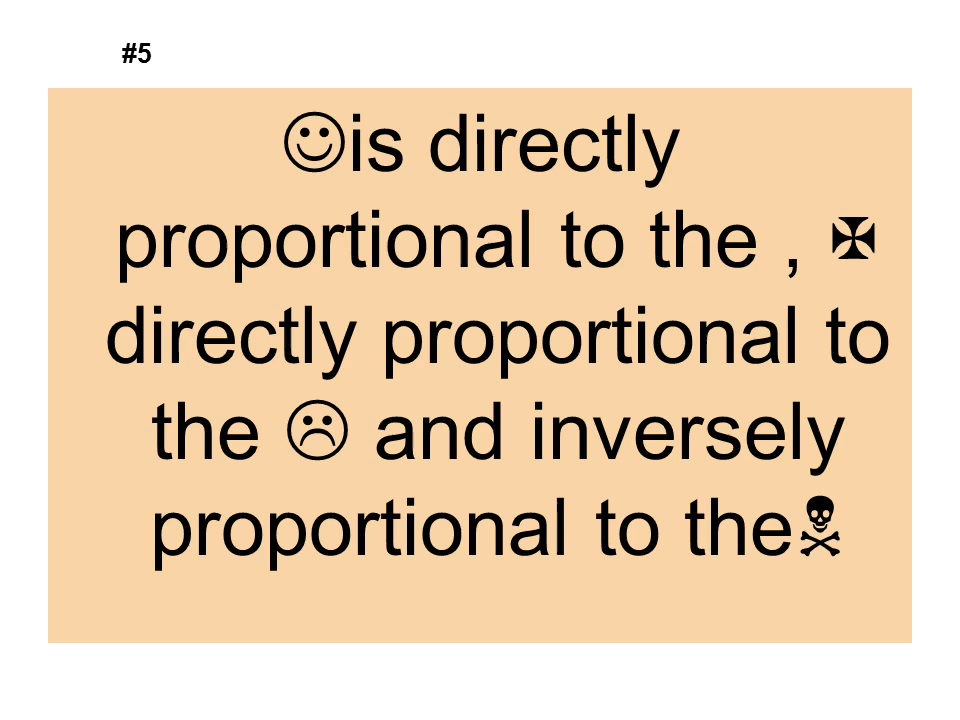 #5
☺is directly
proportional to the , ✠
directly proportional to
the ☹ and inversely
proportional to the☠